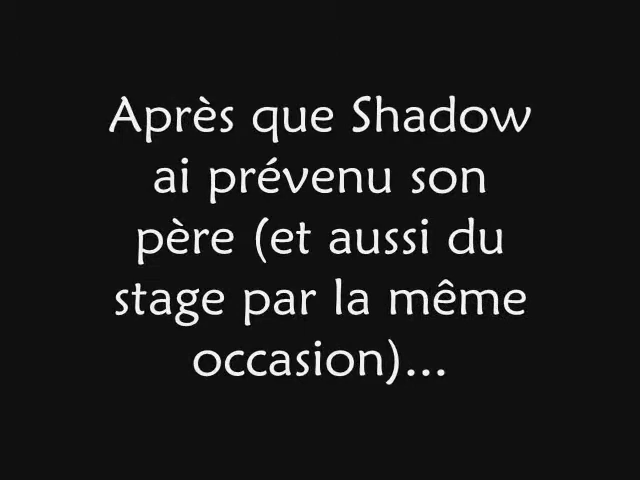 Après que Shadow
ai prévenu son
père (et aussi du
stage par la même
occasion)...